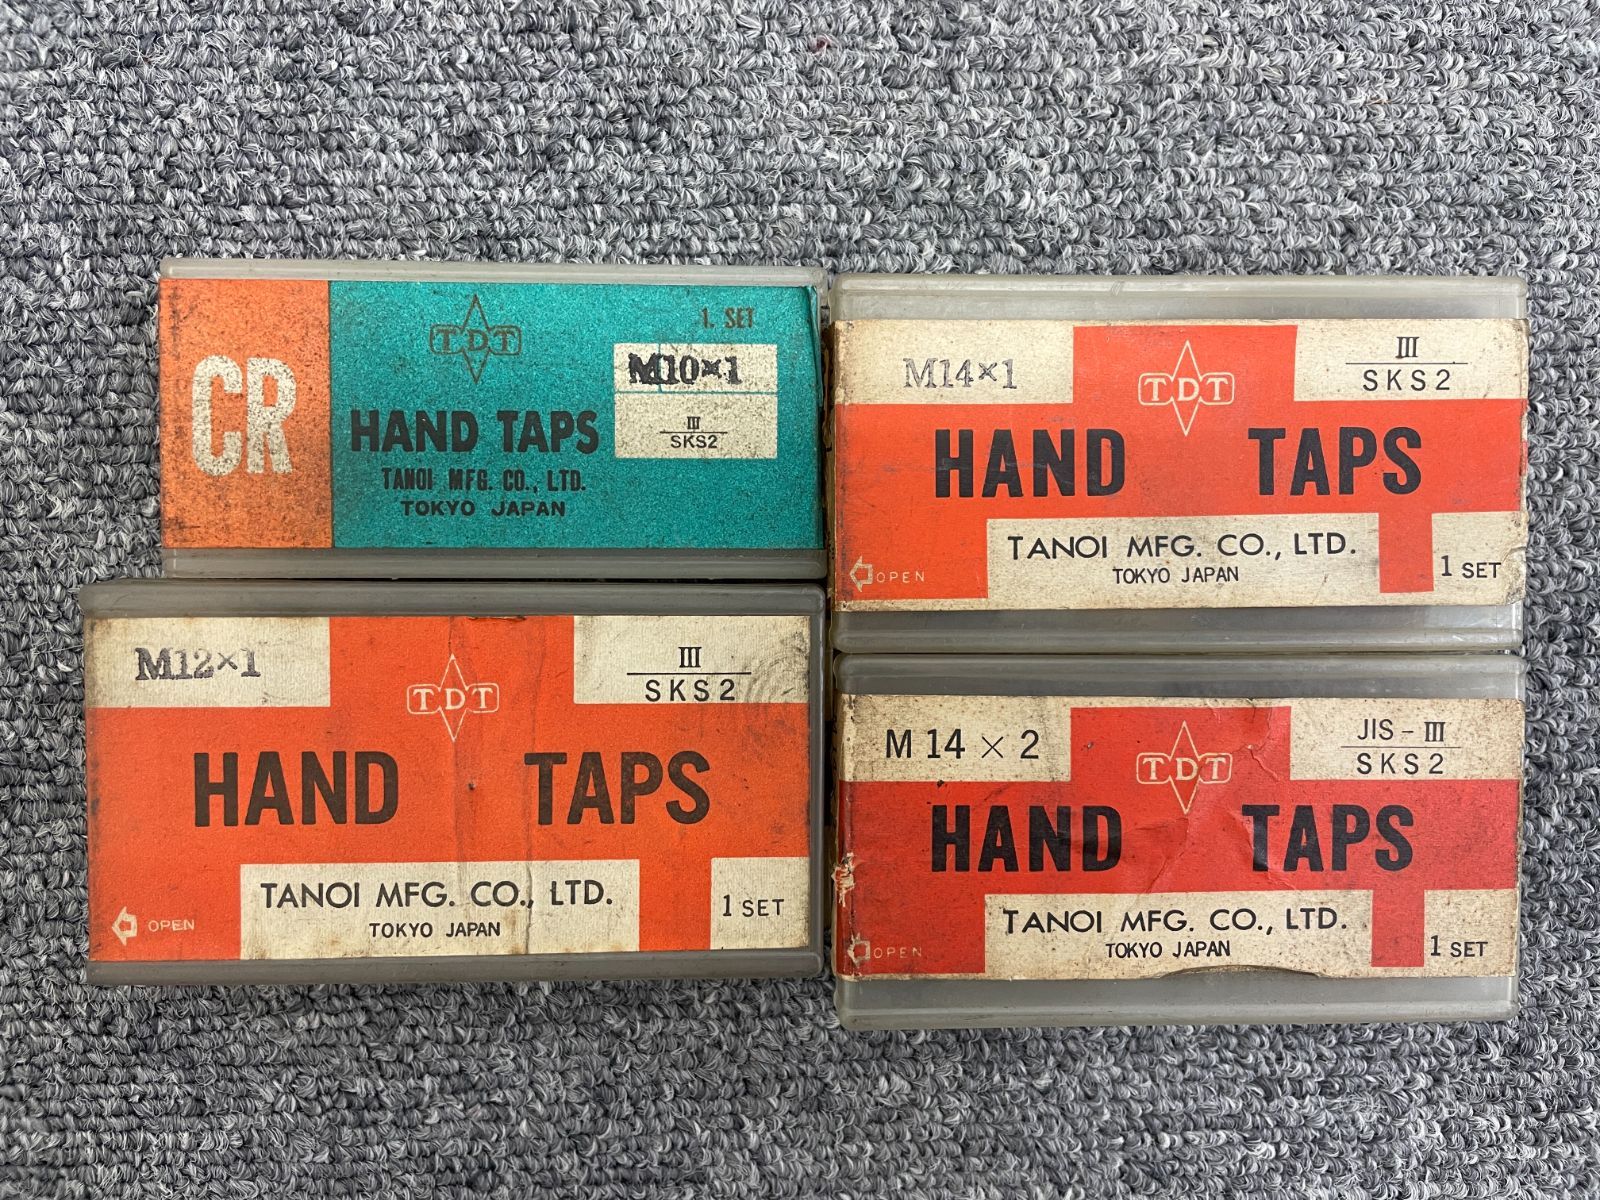 CR
TDT
1. SET
M10×1
III
SKS2
HAND TAPS
TANOI MFG. CO., LTD.
TOKYO JAPAN
M14×1
TDT
III
SKS2
HAND TAPS
TANOI MFG. CO., LTD.
TOKYO JAPAN
OPEN
1 SET
M12×1
TDT
III
SKS2
HAND TAPS
TANOI MFG. CO., LTD.
TOKYO JAPAN
OPEN
1 SET
M 14 × 2
TDT
JIS - III
SKS2
HAND TAPS
TANOI MFG. CO., LTD.
TOKYO JAPAN
OPEN
1 SET